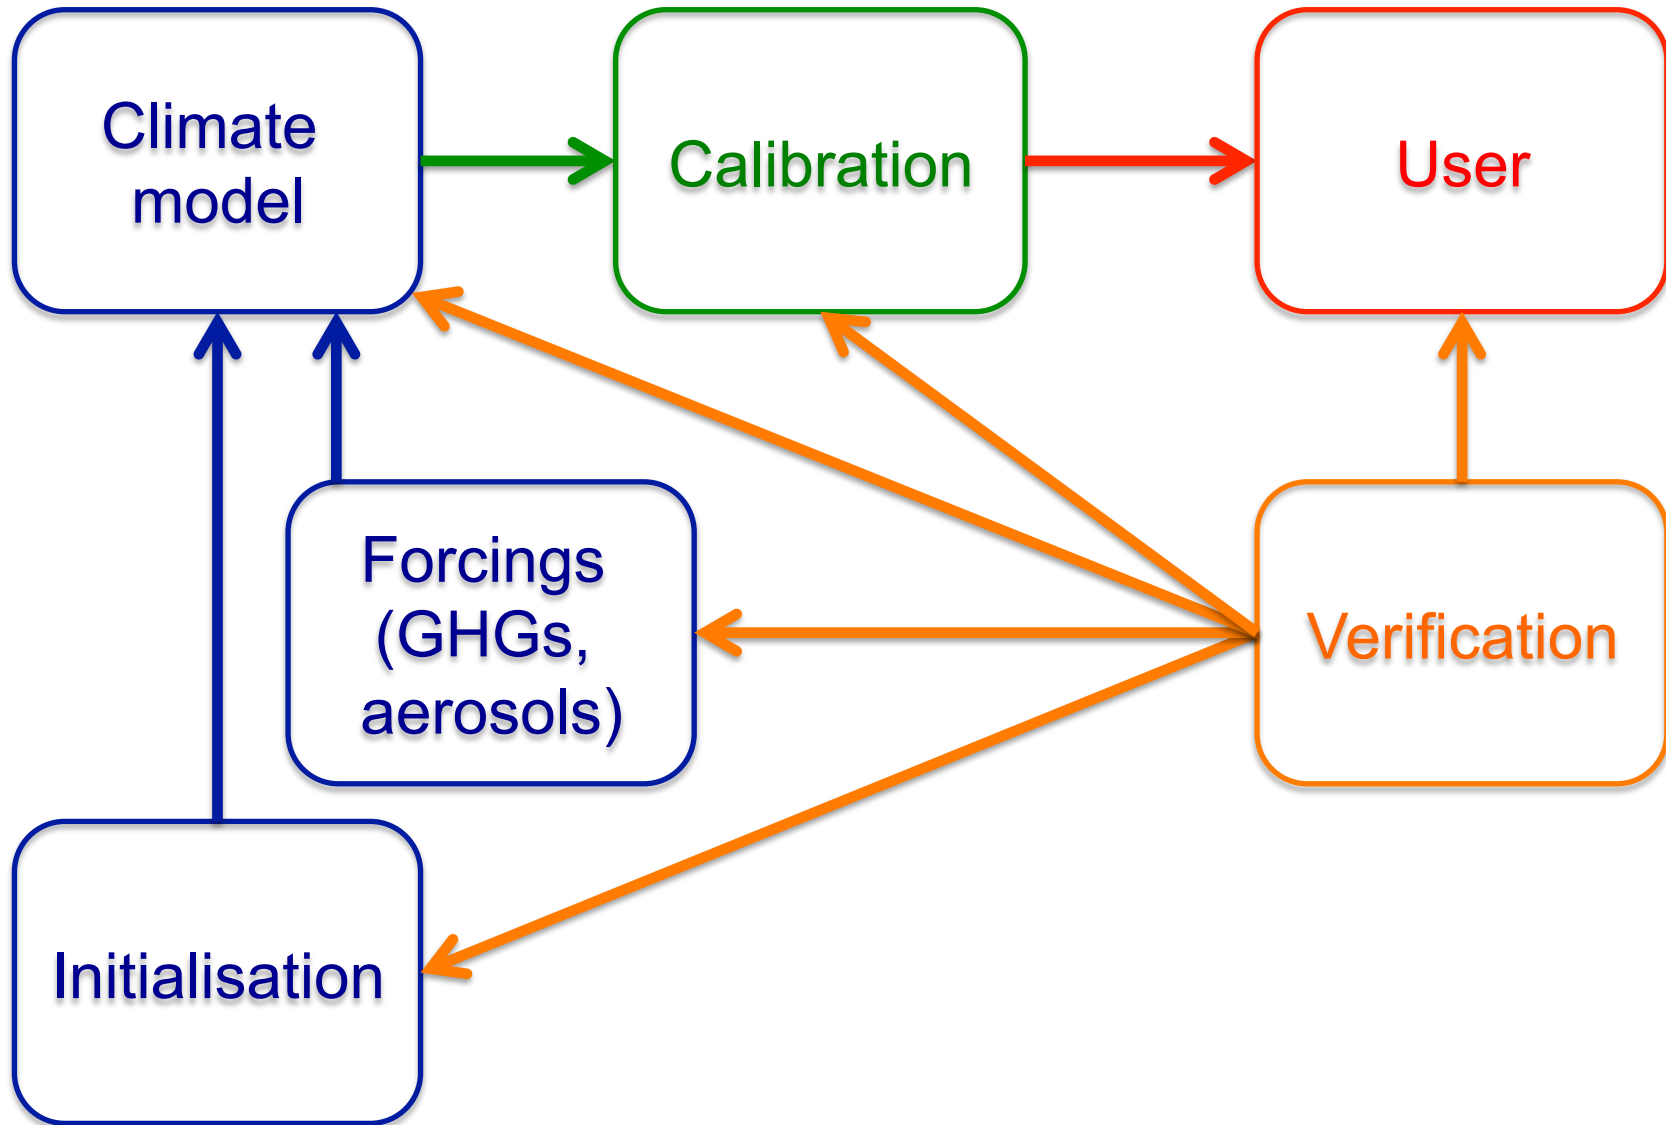 Climate
model
Calibration
User
Forcings
(GHGs,
aerosols)
Verification
Initialisation